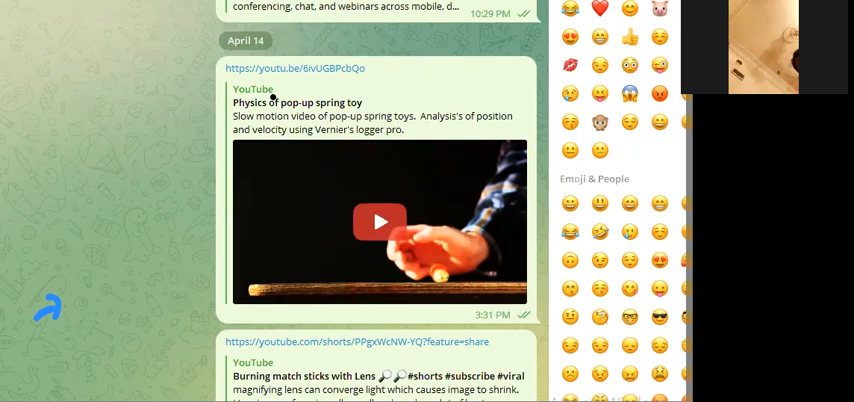 conferencing, chat, and webinars across mobile, d...
10:29 PM
April 14
https://youtu.be/6ivUGBPcbQo
YouTube
Physics of pop-up spring toy
Slow motion video of pop-up spring toys. Analysis's of position
and velocity using Vernier's logger pro.
3:31 PM
Emoji & People
https://youtube.com/shorts/PPgxWcNW-YQ?feature=share
YouTube
Burning match sticks with Lens 🔎 🔎#shorts #subscribe #viral
magnifying lens can converge light which causes image to shrink.